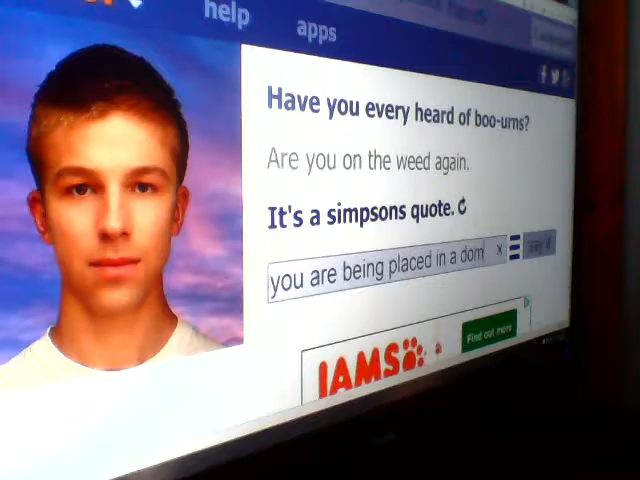 help
apps
Have you every heard of boo-urns?
Are you on the weed again.
It's a simpsons quote.
you are being placed in a dom
Find out more
IAMS